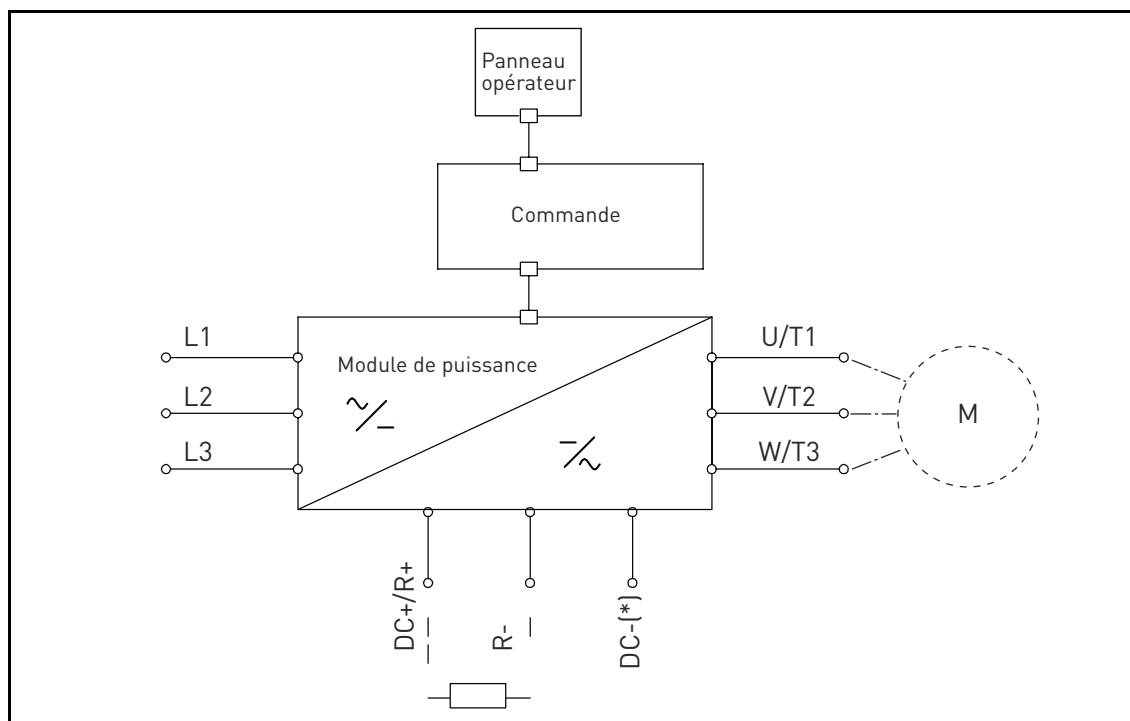 Panneau
opérateur
Commande
L1
Module de puissance
U/T1
L2
V/T2
M
L3
W/T3
DC+/R+
R-
DC-(*)